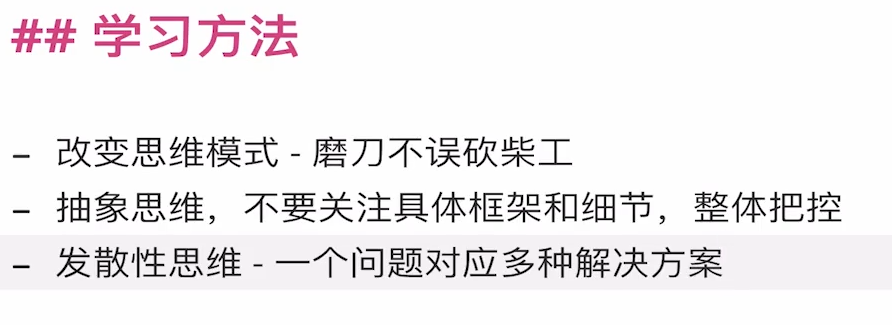 ## 学习方法
- 改变思维模式 - 磨刀不误砍柴工
- 抽象思维，不要关注具体框架和细节，整体把控
- 发散性思维 - 一个问题对应多种解决方案